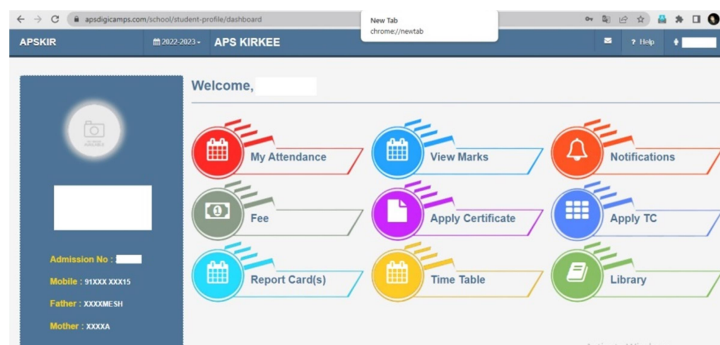 apsdigicamps.com/school/student-profile/dashboard
New Tab
chrome://newtab
APSKIR 2022-2023 APS KIRKEE ? Help
Welcome,
My Attendance View Marks Notifications
Fee Apply Certificate Apply TC
Report Card(s) Time Table Library
Admission No :
Mobile : 91XXX XXX15
Father : XXXXME SH
Mother : XXXXA